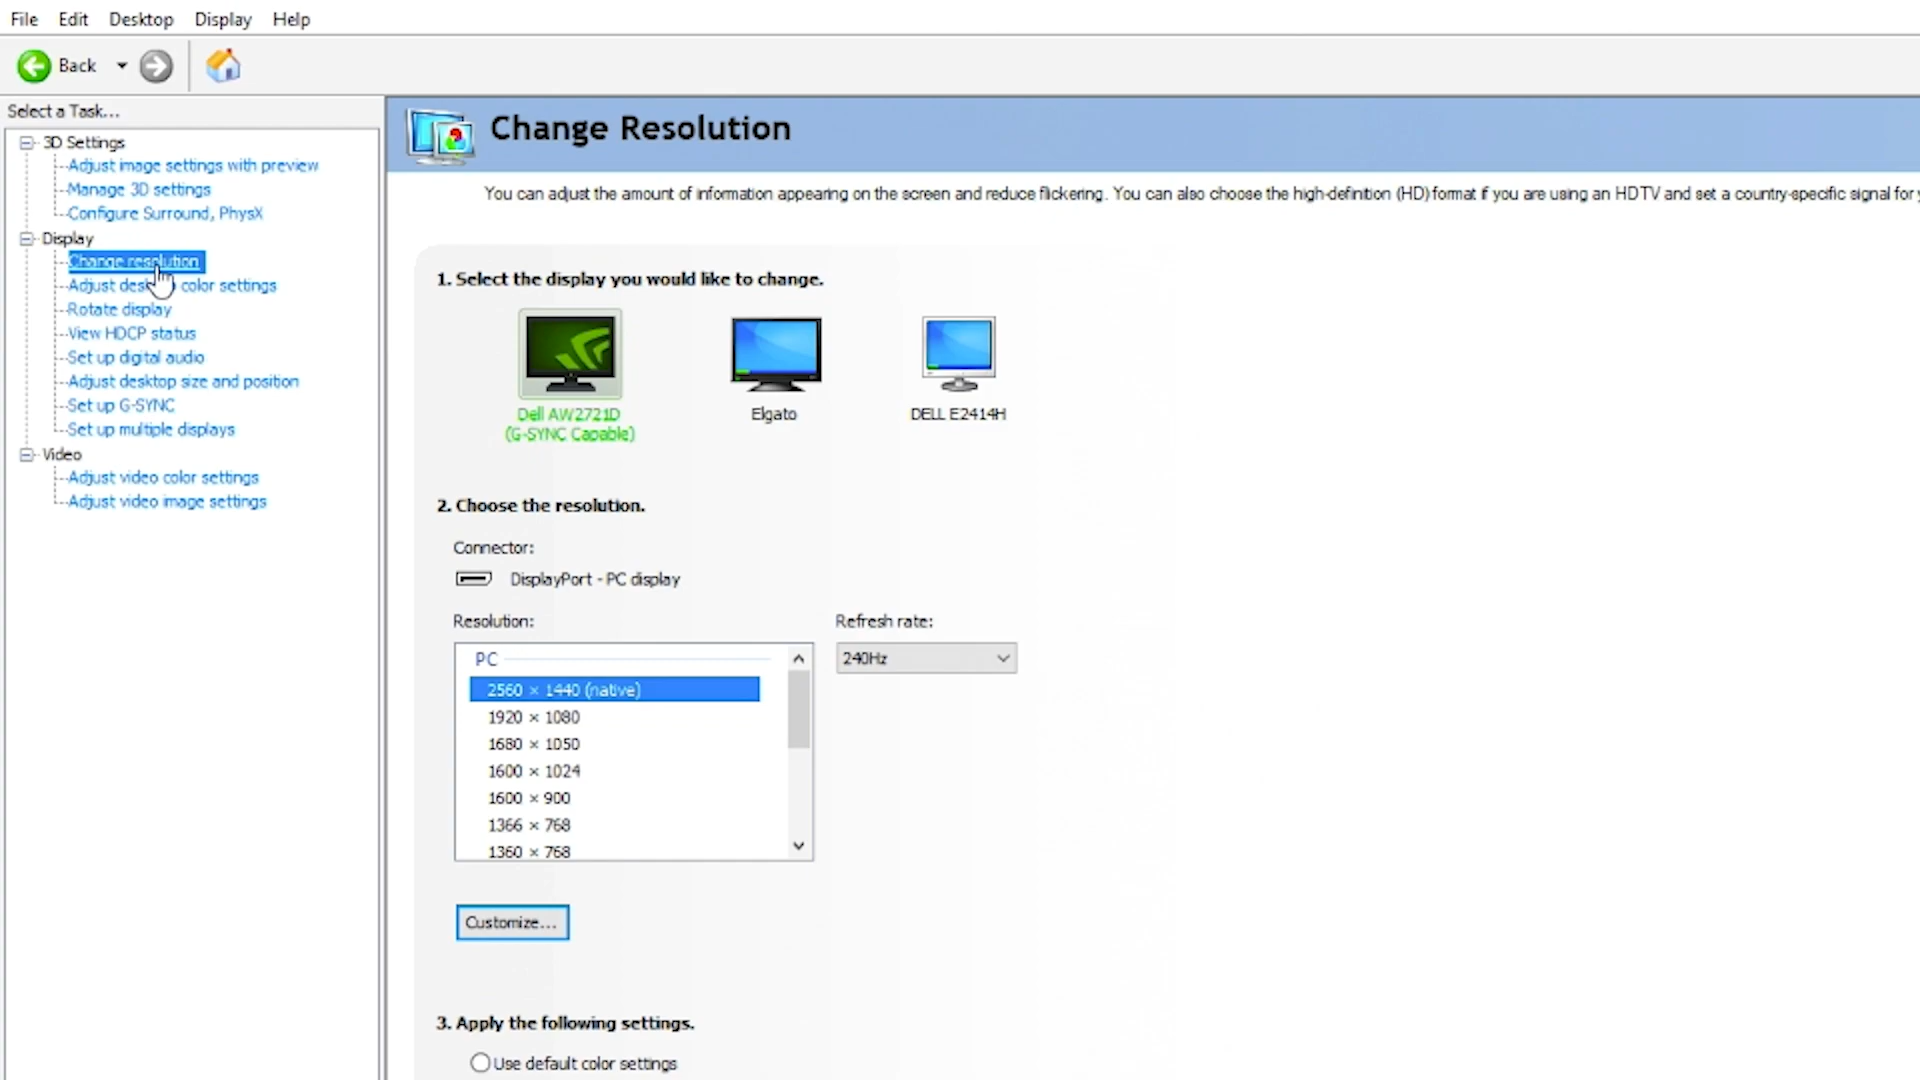 File Edit Desktop Display Help
Back
Select a Task...
3D Settings
Adjust image settings with preview
Manage 3D settings
Configure Surround, PhysX
Display
Change resolution
Adjust desktop color settings
Rotate display
View HDCP status
Set up digital audio
Adjust desktop size and position
Set up G-SYNC
Set up multiple displays
Video
Adjust video color settings
Adjust video image settings
Change Resolution
You can adjust the amount of information appearing on the screen and reduce flickering. You can also choose the high-definition (HD) format if you are using an HDTV and set a country-specific signal for
1. Select the display you would like to change.
Dell AW2721D
(G-SYNC Capable)
Elgato
DELL E2414H
2. Choose the resolution.
Connector:
DisplayPort - PC display
Resolution:
Refresh rate:
PC
240Hz
2560 × 1440 (native)
1920 × 1080
1680 × 1050
1600 × 1024
1600 × 900
1366 × 768
1360 × 768
Customize...
3. Apply the following settings.
Use default color settings